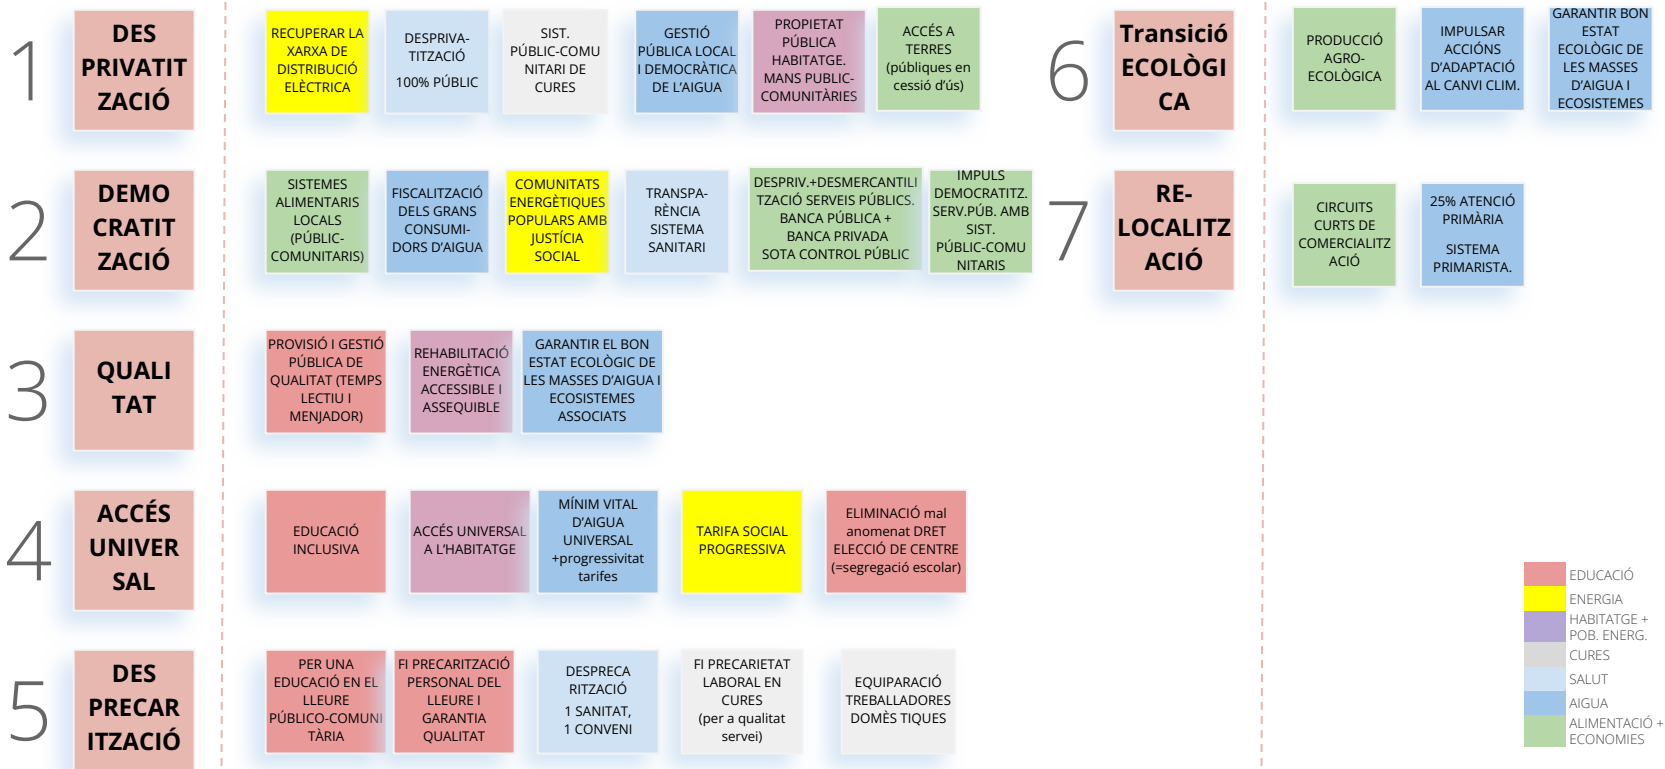 1
DES
PRIVATIT
ZACIÓ
RECUPERAR LA
XARXA DE
DISTRIBUCIÓ
ELÈCTRICA
DESPRIVA-
TITZACIÓ
100% PÚBLIC
SIST.
PÚBLIC-COMU
NITARI DE
CURES
GESTIÓ
PÚBLICA LOCAL
I DEMOCRÀTICA
DE L'AIGUA
PROPIETAT
PÚBLICA
HABITATGE.
MANS PUBLIC-
COMUNITÀRIES
ACCÉS A
TERRES
(públiques en
cessió d'ús)
2
DEMO
CRATIT
ZACIÓ
SISTEMES
ALIMENTARIS
LOCALS
(PÚBLIC-
COMUNITARIS)
FISCALITZACIÓ
DELS GRANS
CONSUMI-
DORS D'AIGUA
COMUNITATS
ENERGÈTIQUES
POPULARS AMB
JUSTÍCIA
SOCIAL
TRANSPA-
RÈNCIA
SISTEMA
SANITARI
DESPRIV.+DESMERCANTILI
TZACIÓ SERVEIS PÚBLICS.
BANCA PÚBLICA +
BANCA PRIVADA
SOTA CONTROL PÚBLIC
IMPULS
DEMOCRATITZ.
SERV.PÚB. AMB
SIST.
PÚBLIC-COMU
NITARIS
3
QUALI
TAT
PROVISIÓ I GESTIÓ
PÚBLICA DE
QUALITAT (TEMPS
LECTIU I
MENJADOR)
REHABILITACIÓ
ENERGÈTICA
ACCESSIBLE I
ASSEQUIBLE
GARANTIR EL BON
ESTAT ECOLÒGIC DE
LES MASSES D'AIGUA I
ECOSISTEMES
ASSOCIATS
4
ACCÉS
UNIVER
SAL
EDUCACIÓ
INCLUSIVA
ACCÉS UNIVERSAL
A L'HABITATGE
MÍNIM VITAL
D'AIGUA
UNIVERSAL
+progressivitat
tarifes
TARIFA SOCIAL
PROGRESSIVA
ELIMINACIÓ mal
anomenat DRET
ELECCIÓ DE CENTRE
(=segregació escolar)
5
DES
PRECAR
ITZACIÓ
PER UNA
EDUCACIÓ EN EL
LLEURE
PÚBLICO-COMUNI
TÀRIA
FI PRECARITZACIÓ
PERSONAL DEL
LLEURE I
GARANTIA
QUALITAT
DESPRECA
RITZACIÓ
1 SANITAT,
1 CONVENI
FI PRECARIETAT
LABORAL EN
CURES
(per a qualitat
servei)
EQUIPARACIÓ
TREBALLADORES
DOMÈS TIQUES
6
Transició
ECOLÒGI
CA
PRODUCCIÓ
AGRO-
ECOLÒGICA
IMPULSAR
ACCIÓNS
D'ADAPTACIÓ
AL CANVI CLIM.
GARANTIR BON
ESTAT
ECOLÒGIC DE
LES MASSES
D'AIGUA I
ECOSISTEMES
7
RE-
LOCALITZ
ACIÓ
CIRCUITS
CURTS DE
COMERCIALITZ
ACIÓ
25% ATENCIÓ
PRIMÀRIA
SISTEMA
PRIMARISTA.
EDUCACIÓ
ENERGIA
HABITATGE +
POB. ENERG.
CURES
SALUT
AIGUA
ALIMENTACIÓ +
ECONOMIES